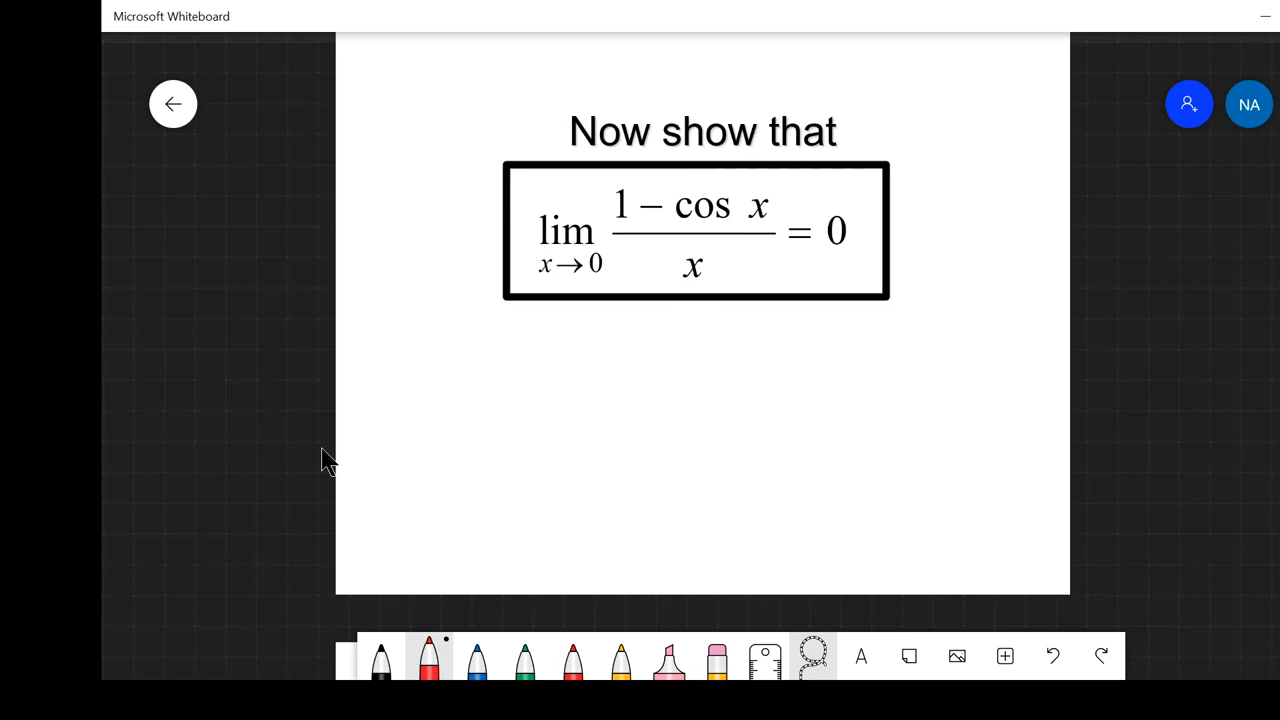 Microsoft Whiteboard
NA
Now show that
lim x→0 (1 − cos x)/x = 0
A